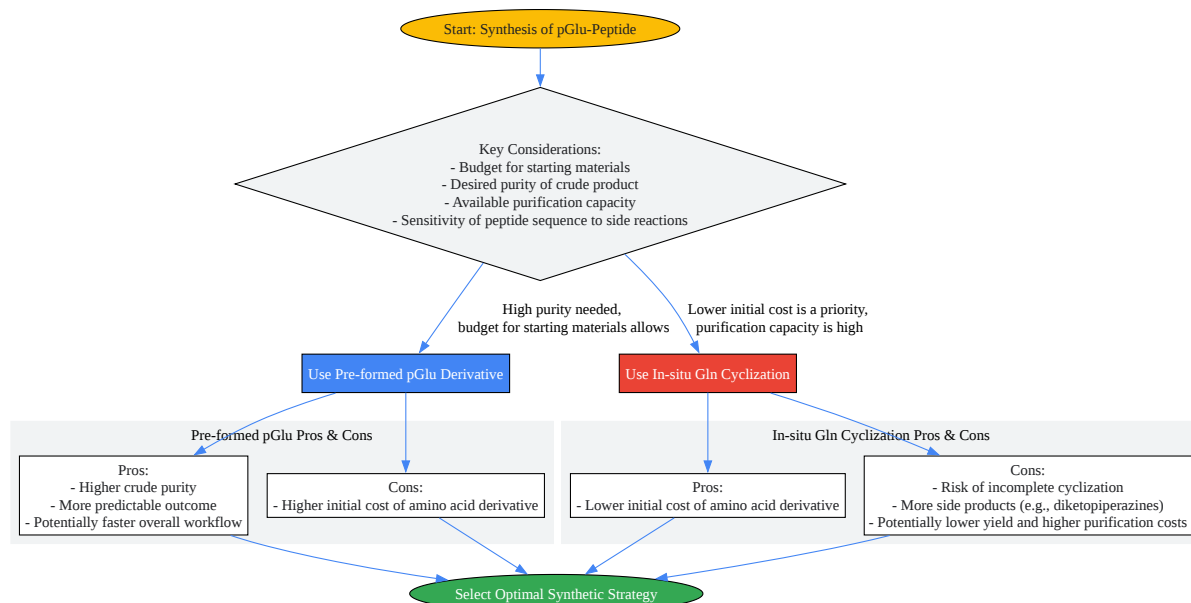 Start: Synthesis of pGlu-Peptide
Key Considerations:
- Budget for starting materials
- Desired purity of crude product
- Available purification capacity
- Sensitivity of peptide sequence to side reactions
High purity needed,
budget for starting materials allows
Lower initial cost is a priority,
purification capacity is high
Use Pre-formed pGlu Derivative
Use In-situ Gln Cyclization
Pre-formed pGlu Pros & Cons
Pros:
- Higher crude purity
- More predictable outcome
- Potentially faster overall workflow
Cons:
- Higher initial cost of amino acid derivative
In-situ Gln Cyclization Pros & Cons
Pros:
- Lower initial cost of amino acid derivative
Cons:
- Risk of incomplete cyclization
- More side products (e.g., diketopiperazines)
- Potentially lower yield and higher purification costs
Select Optimal Synthetic Strategy